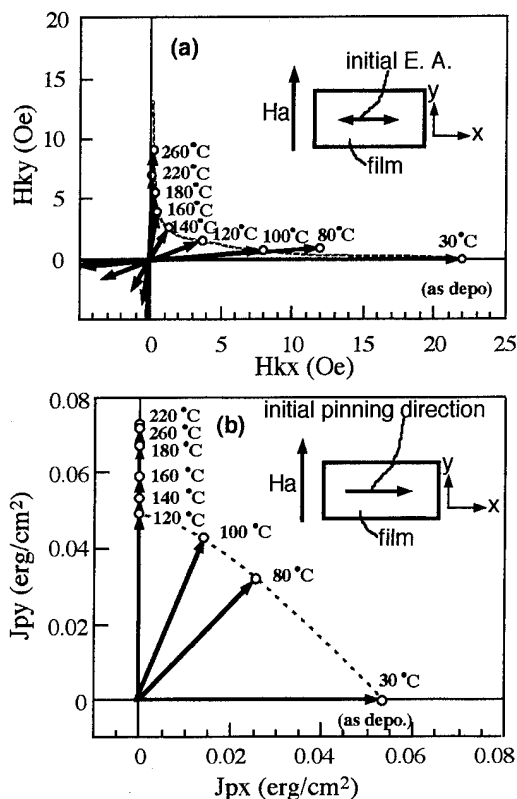 20
(a)
initial E. A.
15
Ha
y
x
Hky (Oe)
10
film
260°C
220°C
180°C
5
160°C
140°C
120°C
100°C
80°C
30°C
0
(as depo)
0
5
10
15
20
25
Hkx (Oe)
0.08
220 °C
(b)
initial pinning direction
260 °C
180 °C
0.06
160 °C
Ha
y
x
140 °C
120°C
film
100 °C
Jpy (erg/cm2)
0.04
80 °C
0.02
30 °C
0
(as depo.)
0
0.02
0.04
0.06
0.08
Jpx (erg/cm2)